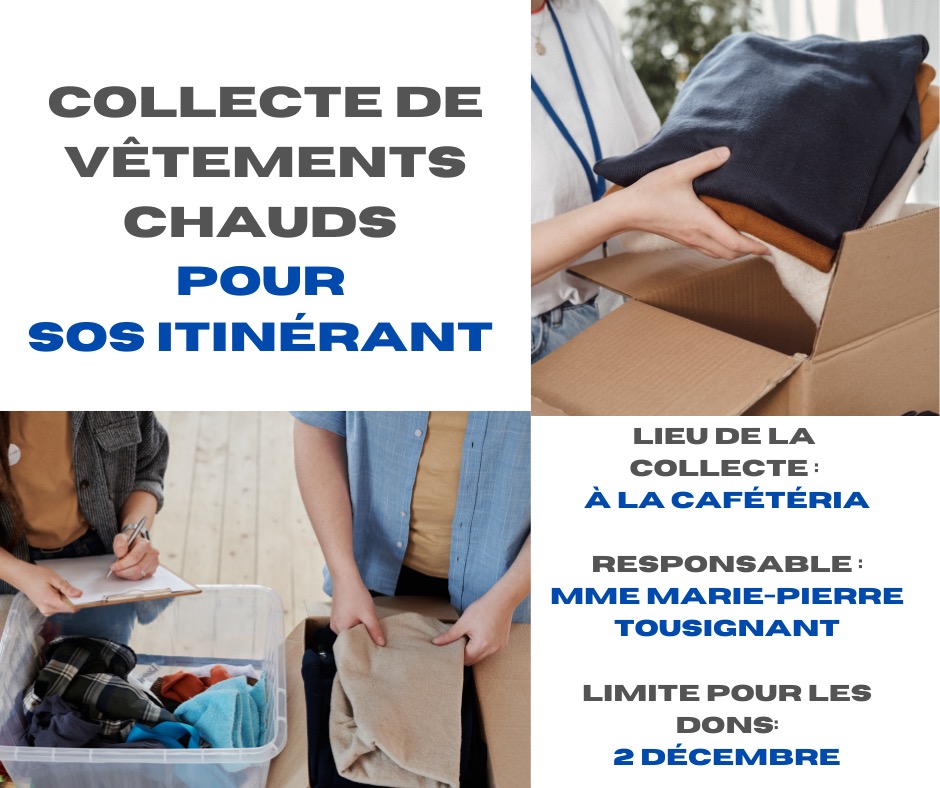 COLLECTE DE
VÊTEMENTS
CHAUDS
POUR
SOS ITINÉRANT
LIEU DE LA
COLLECTE :
À LA CAFÉTÉRIA
RESPONSABLE :
MME MARIE-PIERRE
TOUSIGNANT
LIMITE POUR LES
DONS:
2 DÉCEMBRE